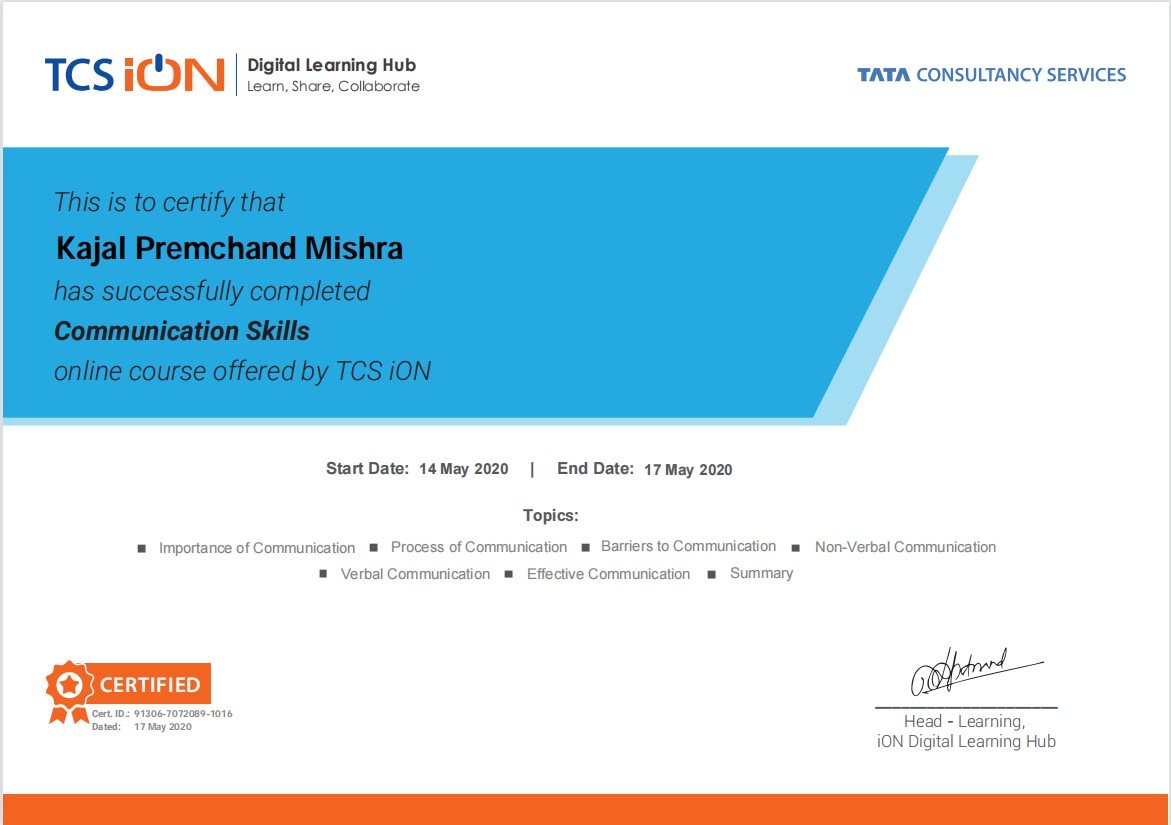 TCS iON
Digital Learning Hub
Learn, Share, Collaborate
TATA CONSULTANCY SERVICES
This is to certify that
Kajal Premchand Mishra
has successfully completed
Communication Skills
online course offered by TCS iON
Start Date: 14 May 2020 | End Date: 17 May 2020
Topics:
■ Importance of Communication ■ Process of Communication ■ Barriers to Communication ■ Non-Verbal Communication
■ Verbal Communication ■ Effective Communication ■ Summary
CERTIFIED
Cert. ID.: 91306-7072089-1016
Dated: 17 May 2020
Head - Learning,
iON Digital Learning Hub